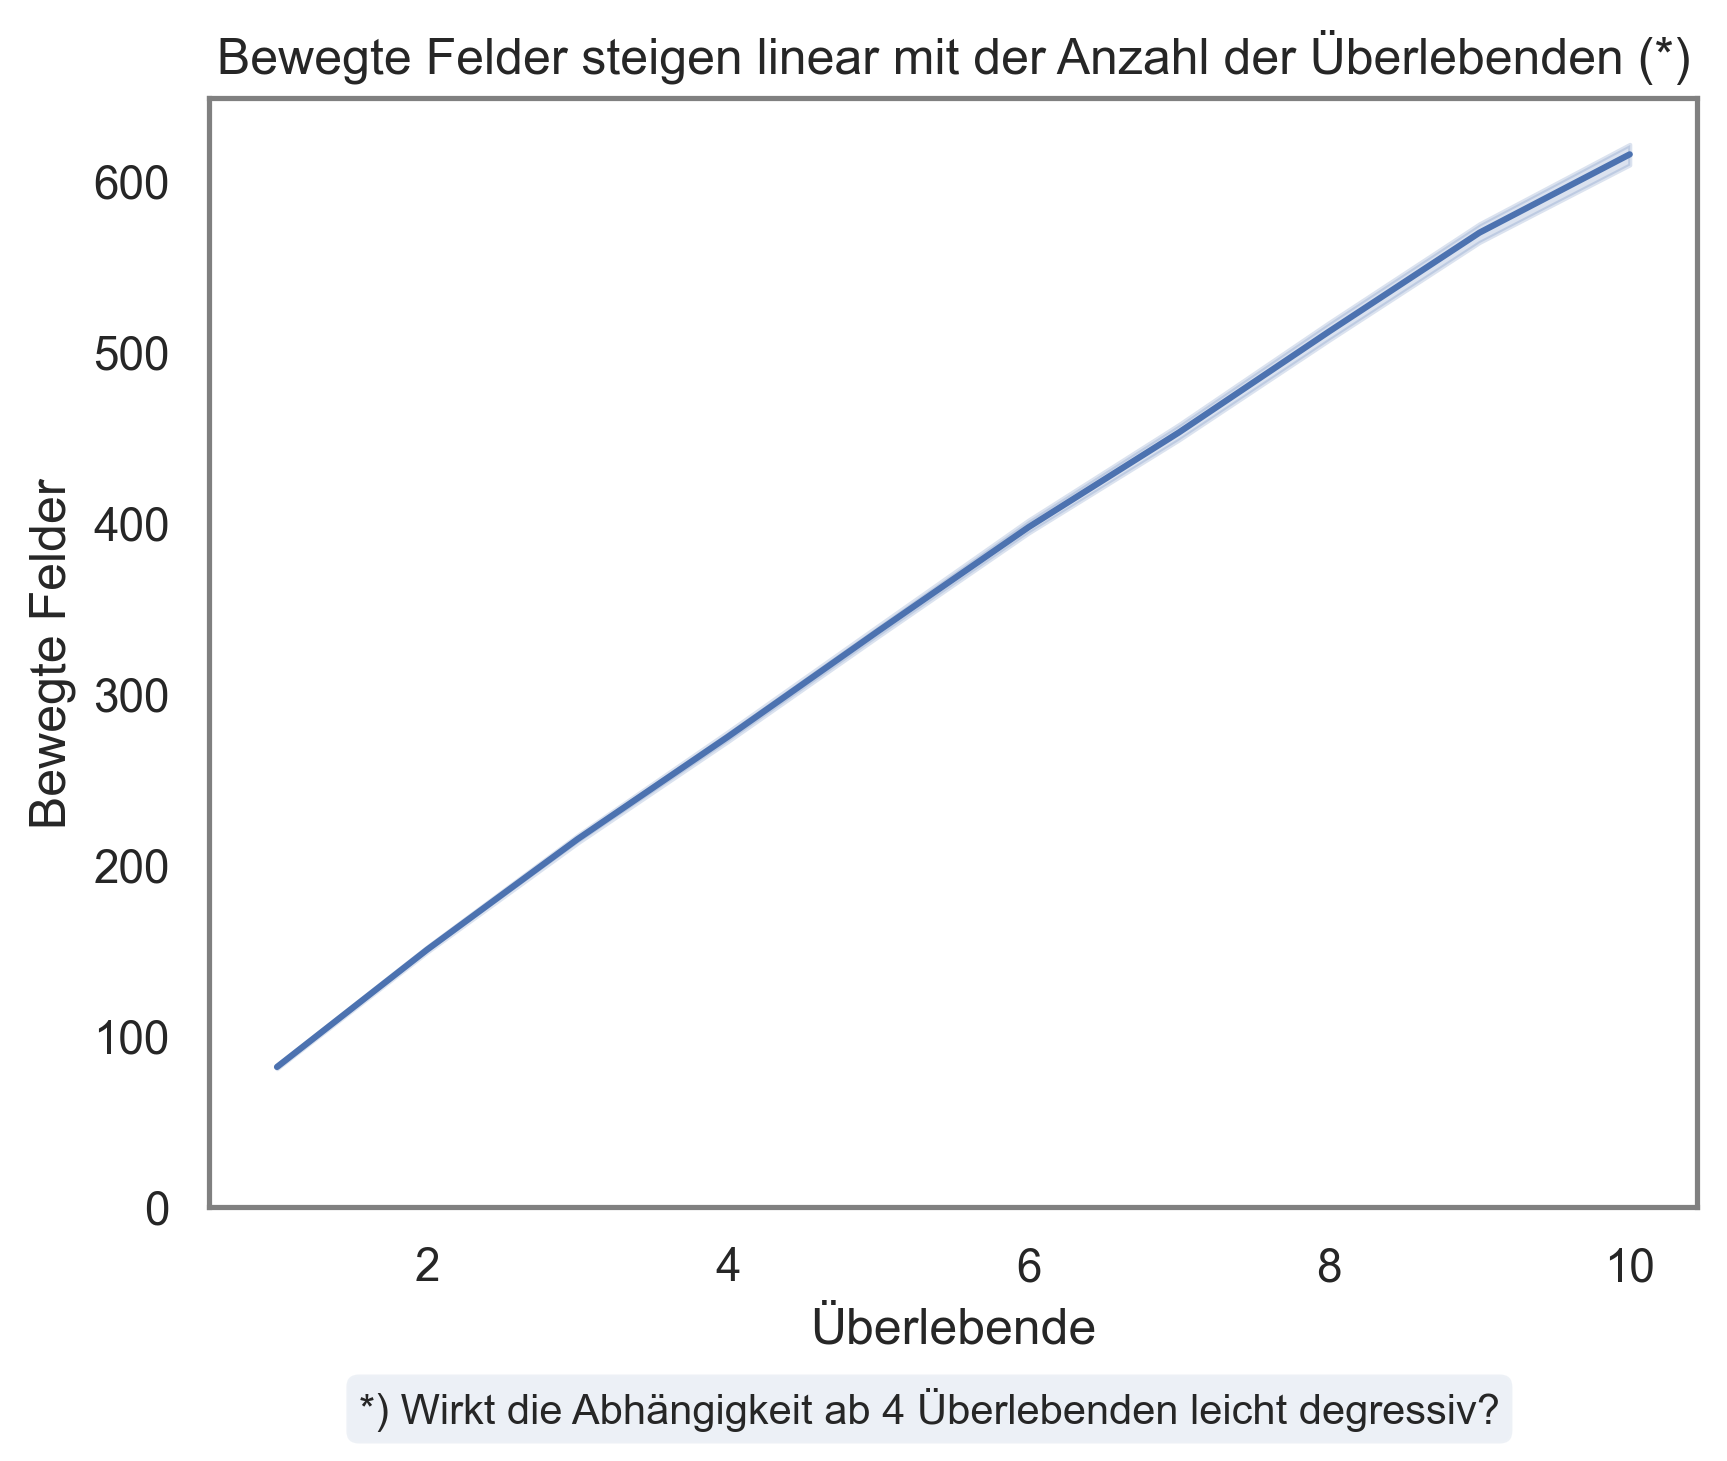 Bewegte Felder steigen linear mit der Anzahl der Überlebenden (*)
600
500
400
300
200
100
0
Bewegte Felder
2 4 6 8 10
Überlebende
*) Wirkt die Abhängigkeit ab 4 Überlebenden leicht degressiv?